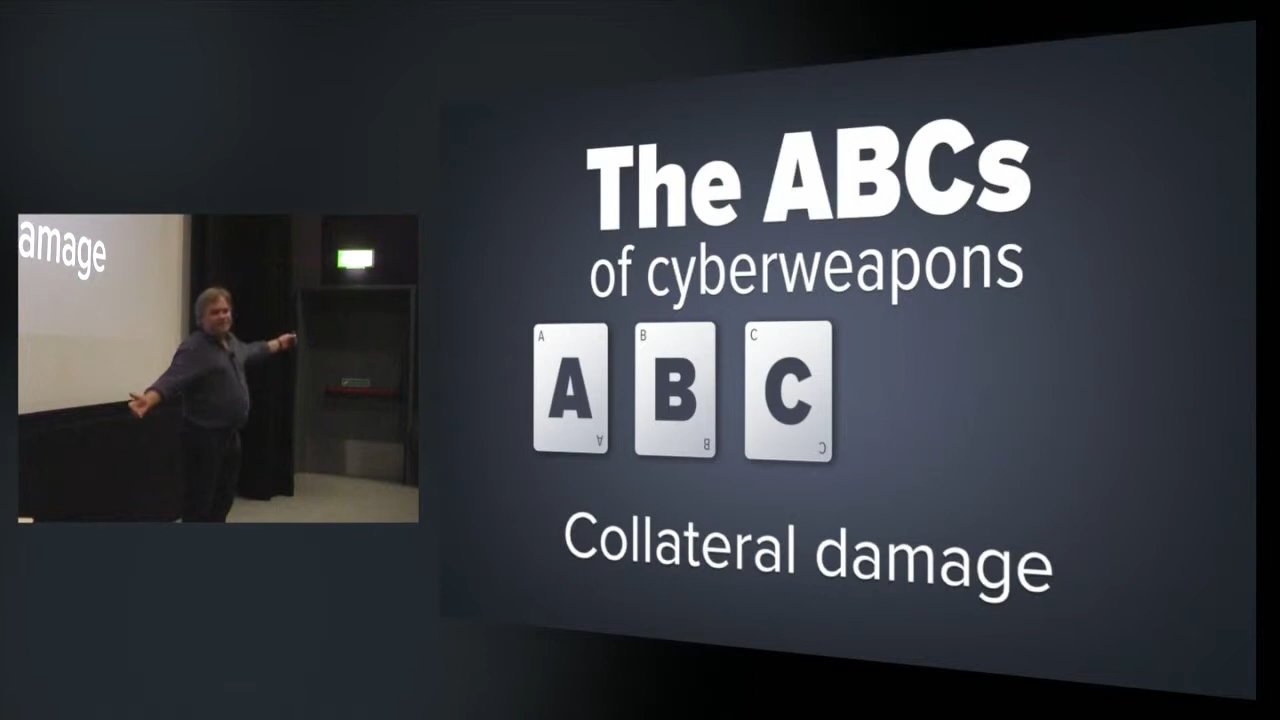 The ABCs
of cyberweapons
A B C
A B C
A B C
Collateral damage
amage